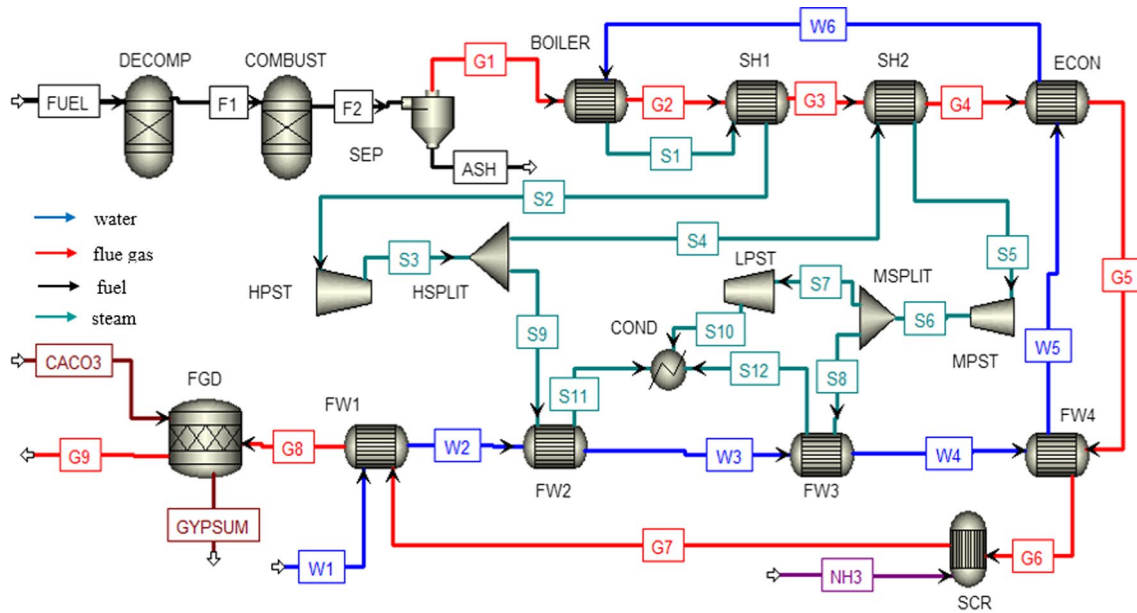 BOILER
W6
DECOMP
COMBUST
G1
SH1
SH2
ECON
FUEL
F1
F2
G2
G3
G4
SEP
S1
ASH
S2
water
S3
S4
LPST
S7
MSPLIT
S5
G5
flue gas
fuel
HPST
HSPLIT
S10
S6
steam
S9
COND
MPST
W5
CACO3
FGD
S11
S12
S8
FW1
FW4
G9
G8
W2
W3
W4
FW2
FW3
GYPSUM
G7
G6
W1
NH3
SCR